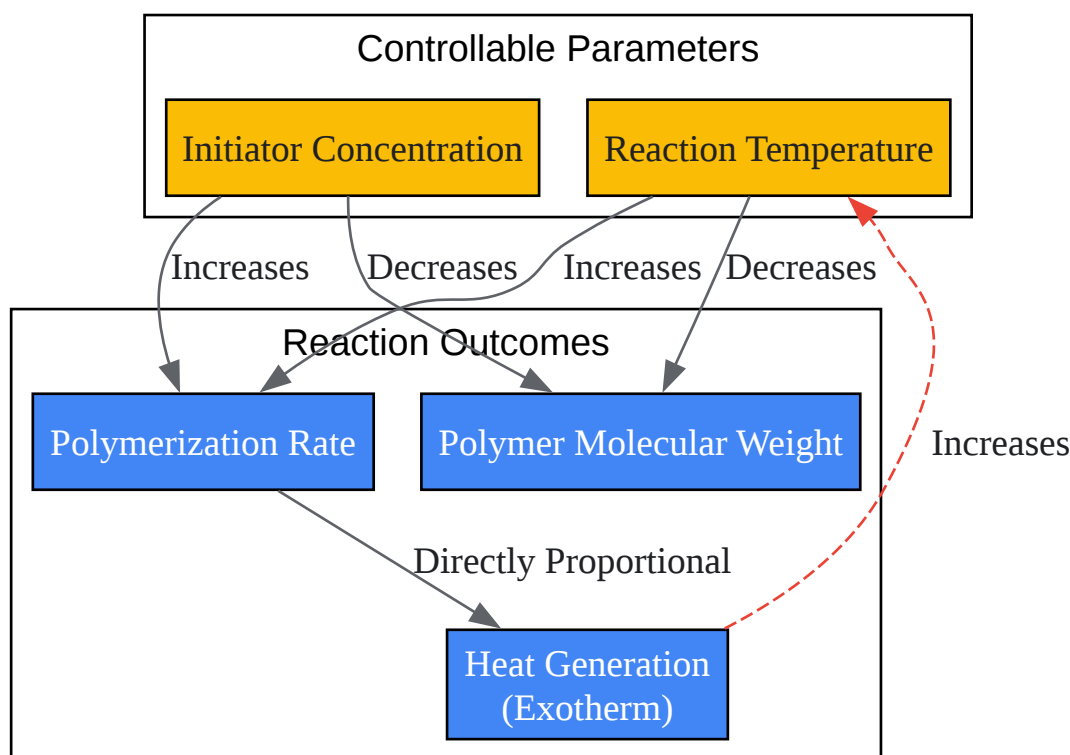 Controllable Parameters
Initiator Concentration
Reaction Temperature
Increases
Decreases
Increases
Decreases
Reaction Outcomes
Polymerization Rate
Polymer Molecular Weight
Increases
Directly Proportional
Heat Generation
(Exotherm)